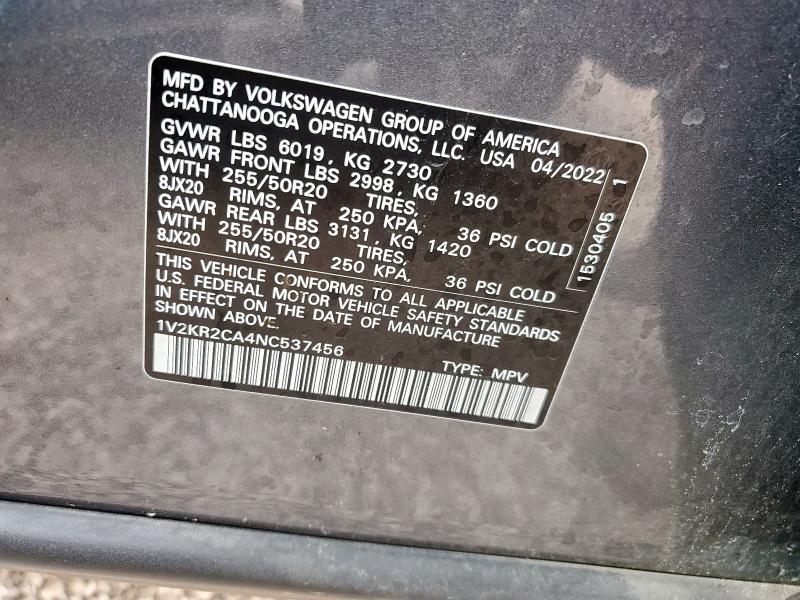 MFD BY VOLKSWAGEN GROUP OF AMERICA
CHATTANOOGA OPERATIONS, LLC. USA 04/2022
GVWR LBS 6019, KG 2730
GAWR FRONT LBS 2998, KG 1360
WITH 255/50R20 TIRES,
8JX20 RIMS, AT 250 KPA, 36 PSI COLD
GAWR REAR LBS 3131, KG 1420
WITH 255/50R20 TIRES,
8JX20 RIMS, AT 250 KPA, 36 PSI COLD
THIS VEHICLE CONFORMS TO ALL APPLICABLE
U.S. FEDERAL MOTOR VEHICLE SAFETY STANDARDS
IN EFFECT ON THE DATE OF MANUFACTURE
SHOWN ABOVE.
1V2KR2CA4NC537456
TYPE: MPV
1530405 1